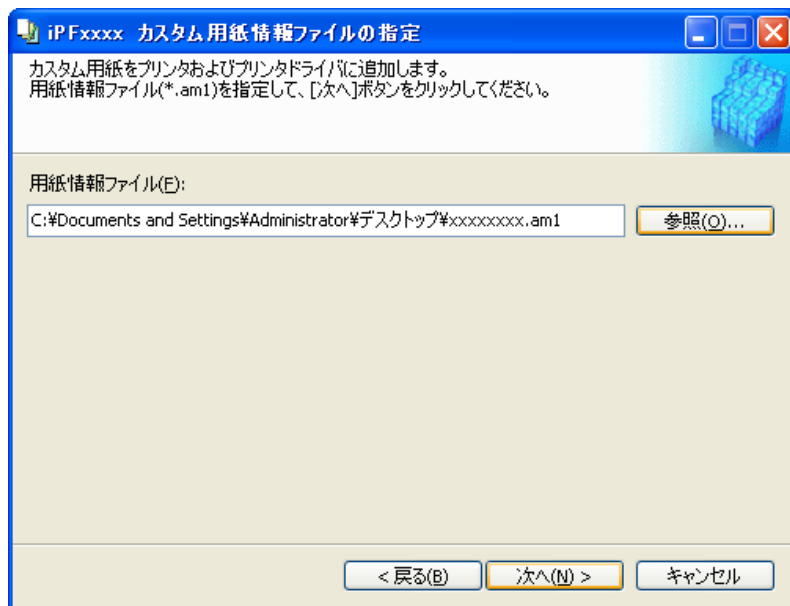 iPFxxxx カスタム用紙情報ファイルの指定
カスタム用紙をプリンタおよびプリンタドライバに追加します。
用紙情報ファイル(*.am1)を指定して、[次へ]ボタンをクリックしてください。
用紙情報ファイル(F):
C:¥Documents and Settings¥Administrator¥デスクトップ¥xxxxxxxx.am1
参照(O)...
< 戻る(B)
次へ(N) >
キャンセル